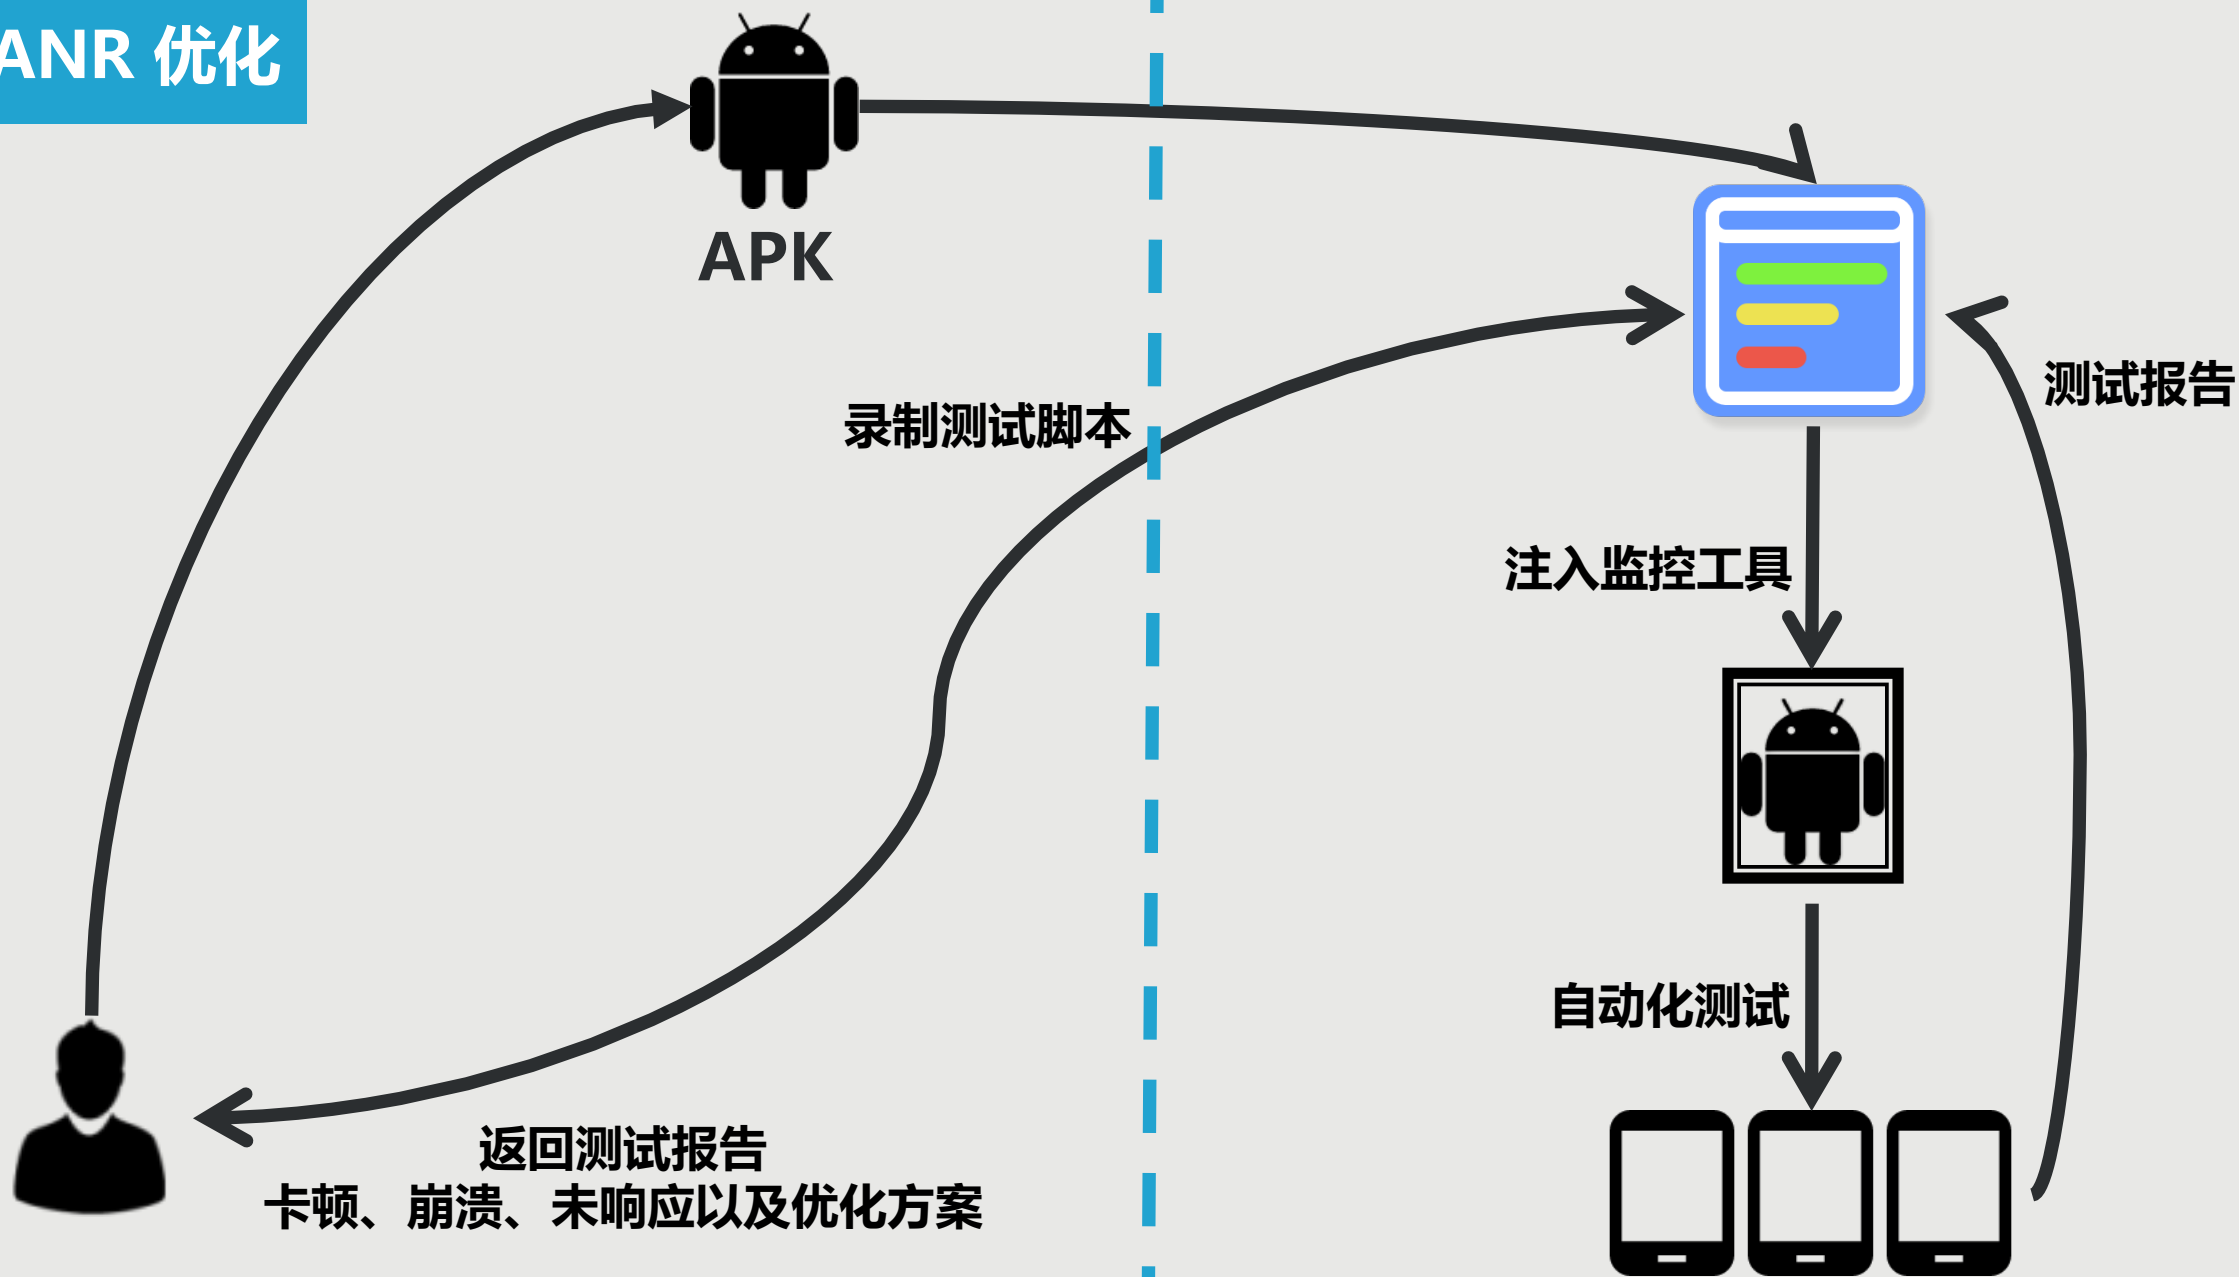 ANR 优化
APK
测试报告
录制测试脚本
注入监控工具
自动化测试
返回测试报告
卡顿、崩溃、未响应以及优化方案